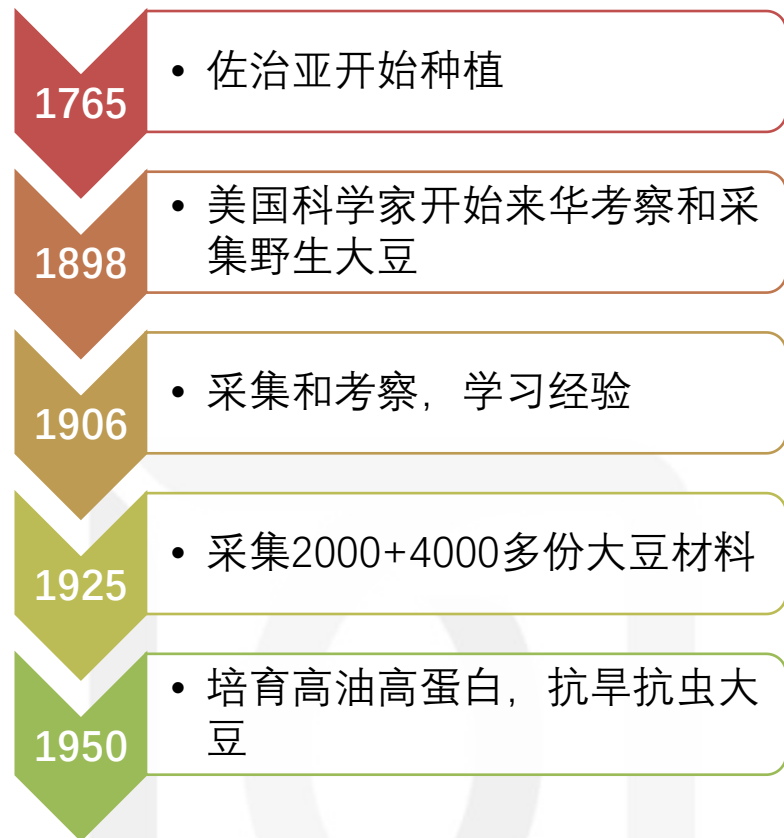 1765
• 佐治亚开始种植
1898
• 美国科学家开始来华考察和采
集野生大豆
1906
• 采集和考察，学习经验
1925
• 采集2000+4000多份大豆材料
1950
• 培育高油高蛋白，抗旱抗虫大
豆